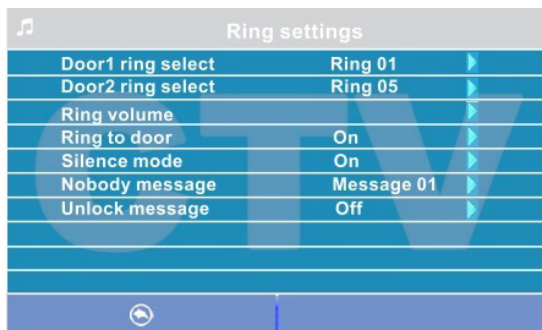 Ring settings
Door1 ring select Ring 01
Door2 ring select Ring 05
Ring volume
Ring to door On
Silence mode On
Nobody message Message 01
Unlock message Off
CTV